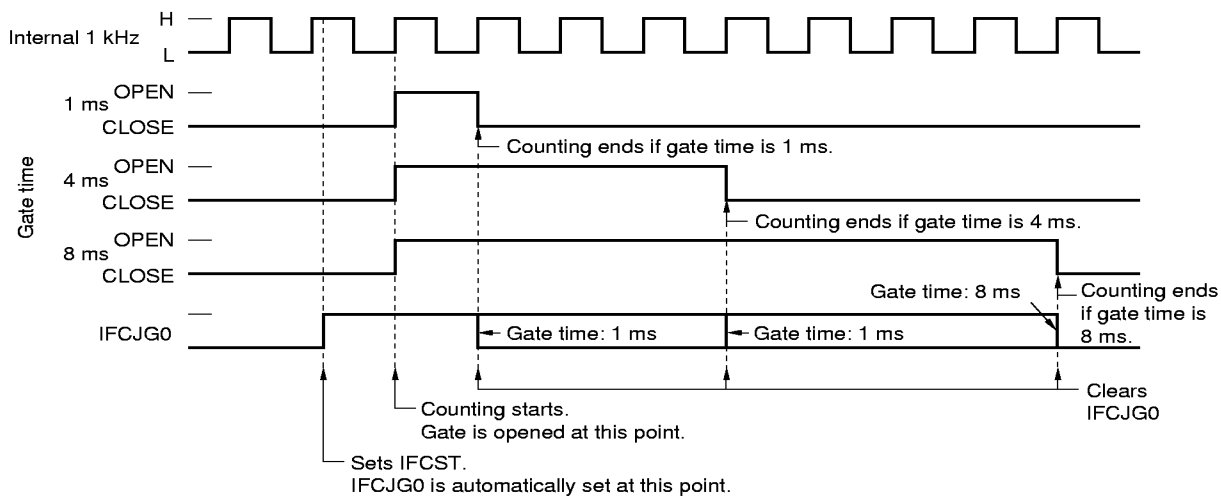 H
Internal 1 kHz
L
OPEN
1 ms
CLOSE
Counting ends if gate time is 1 ms.
OPEN
4 ms
CLOSE
Counting ends if gate time is 4 ms.
Gate time
OPEN
8 ms
CLOSE
Gate time: 8 ms
Counting ends
if gate time is
8 ms.
IFCJG0
Gate time: 1 ms
Gate time: 1 ms
Clears
IFCJG0
Counting starts.
Gate is opened at this point.
Sets IFCST.
IFCJG0 is automatically set at this point.